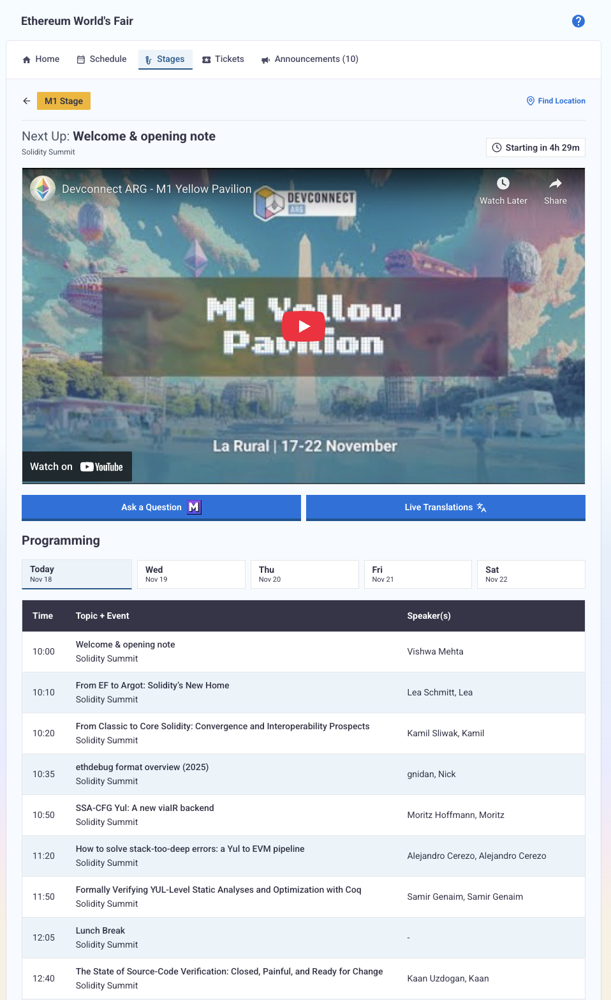 Ethereum World's Fair
Home
Schedule
Stages
Tickets
Announcements (10)
M1 Stage
Find Location
Next Up: Welcome & opening note
Solidity Summit
Starting in 4h 29m
Devconnect ARG - M1 Yellow Pavilion
DEVCONNECT
ARG
Watch Later
Share
M1 Yellow
Pavilion
La Rural | 17-22 November
Watch on YouTube
Ask a Question M
Live Translations
Programming
Today
Nov 18
Wed
Nov 19
Thu
Nov 20
Fri
Nov 21
Sat
Nov 22
Time Topic + Event Speaker(s)
10:00 Welcome & opening note
Solidity Summit
Vishwa Mehta
10:10 From EF to Argot: Solidity’s New Home
Solidity Summit
Lea Schmitt, Lea
10:20 From Classic to Core Solidity: Convergence and Interoperability Prospects
Solidity Summit
Kamil Sliwak, Kamil
10:35 ethdebug format overview (2025)
Solidity Summit
gnidan, Nick
10:50 SSA-CFG Yul: A new viaIR backend
Solidity Summit
Moritz Hoffmann, Moritz
11:20 How to solve stack-too-deep errors: a Yul to EVM pipeline
Solidity Summit
Alejandro Cerezo, Alejandro Cerezo
11:50 Formally Verifying YUL-Level Static Analyses and Optimization with Coq
Solidity Summit
Samir Genaim, Samir Genaim
12:05 Lunch Break
Solidity Summit
-
12:40 The State of Source-Code Verification: Closed, Painful, and Ready for Change
Solidity Summit
Kaan Uzdogan, Kaan